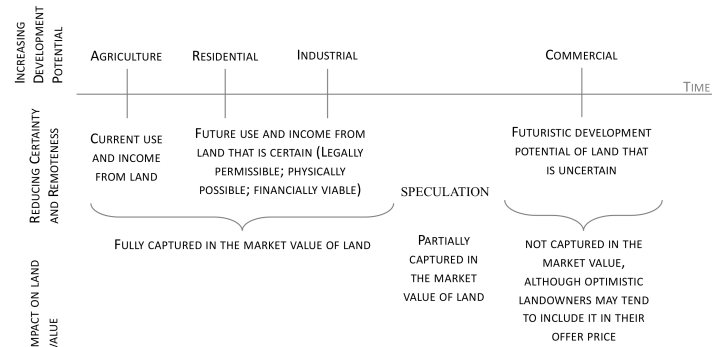 INCREASING
DEVELOPMENT
POTENTIAL
AGRICULTURE
RESIDENTIAL
INDUSTRIAL
COMMERCIAL
TIME
REDUCING CERTAINTY
AND REMOTENESS
CURRENT USE
AND INCOME
FROM LAND
FUTURE USE AND INCOME FROM
LAND THAT IS CERTAIN (LEGALLY
PERMISSIBLE; PHYSICALLY
POSSIBLE; FINANCIALLY VIABLE)
SPECULATION
FUTURISTIC DEVELOPMENT
POTENTIAL OF LAND THAT
IS UNCERTAIN
MPACT ON LAND
VALUE
FULLY CAPTURED IN THE MARKET VALUE OF LAND
PARTIALLY
CAPTURED IN
THE MARKET
VALUE OF LAND
NOT CAPTURED IN THE
MARKET VALUE,
ALTHOUGH OPTIMISTIC
LANDOWNERS MAY TEND
TO INCLUDE IT IN THEIR
OFFER PRICE